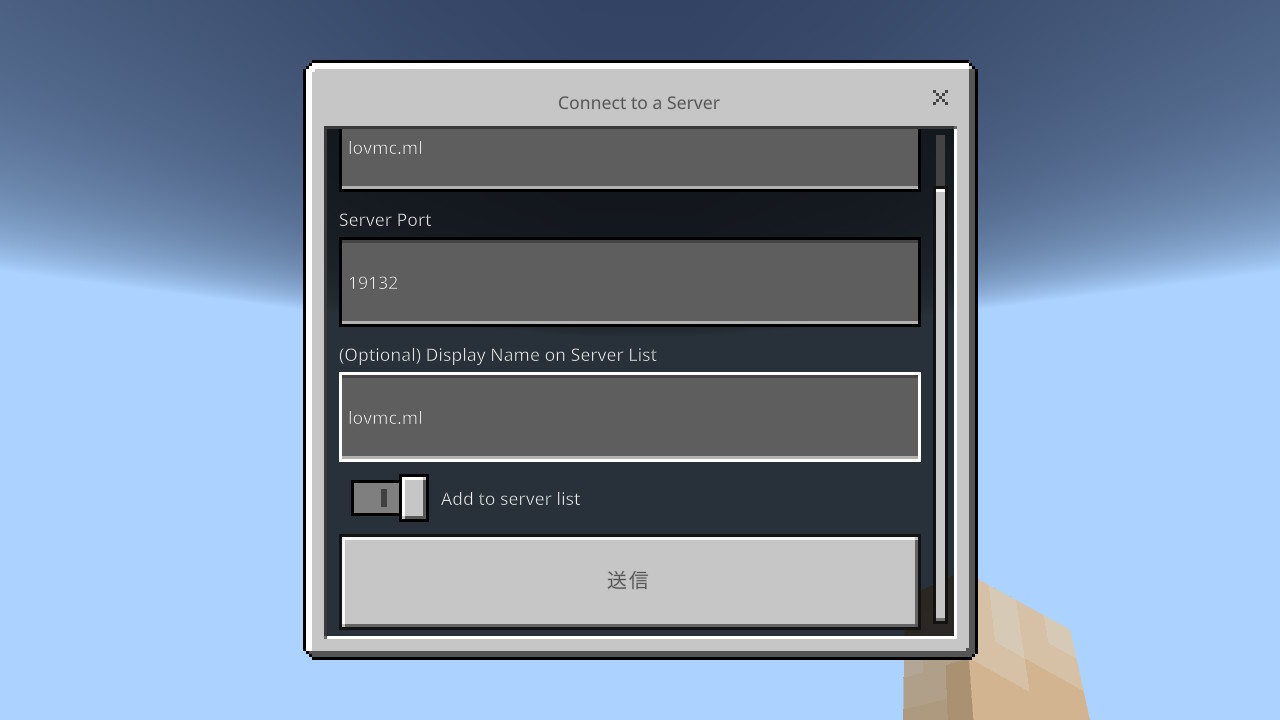 Connect to a Server
lovmc.ml
Server Port
19132
(Optional) Display Name on Server List
lovmc.ml
Add to server list
送信